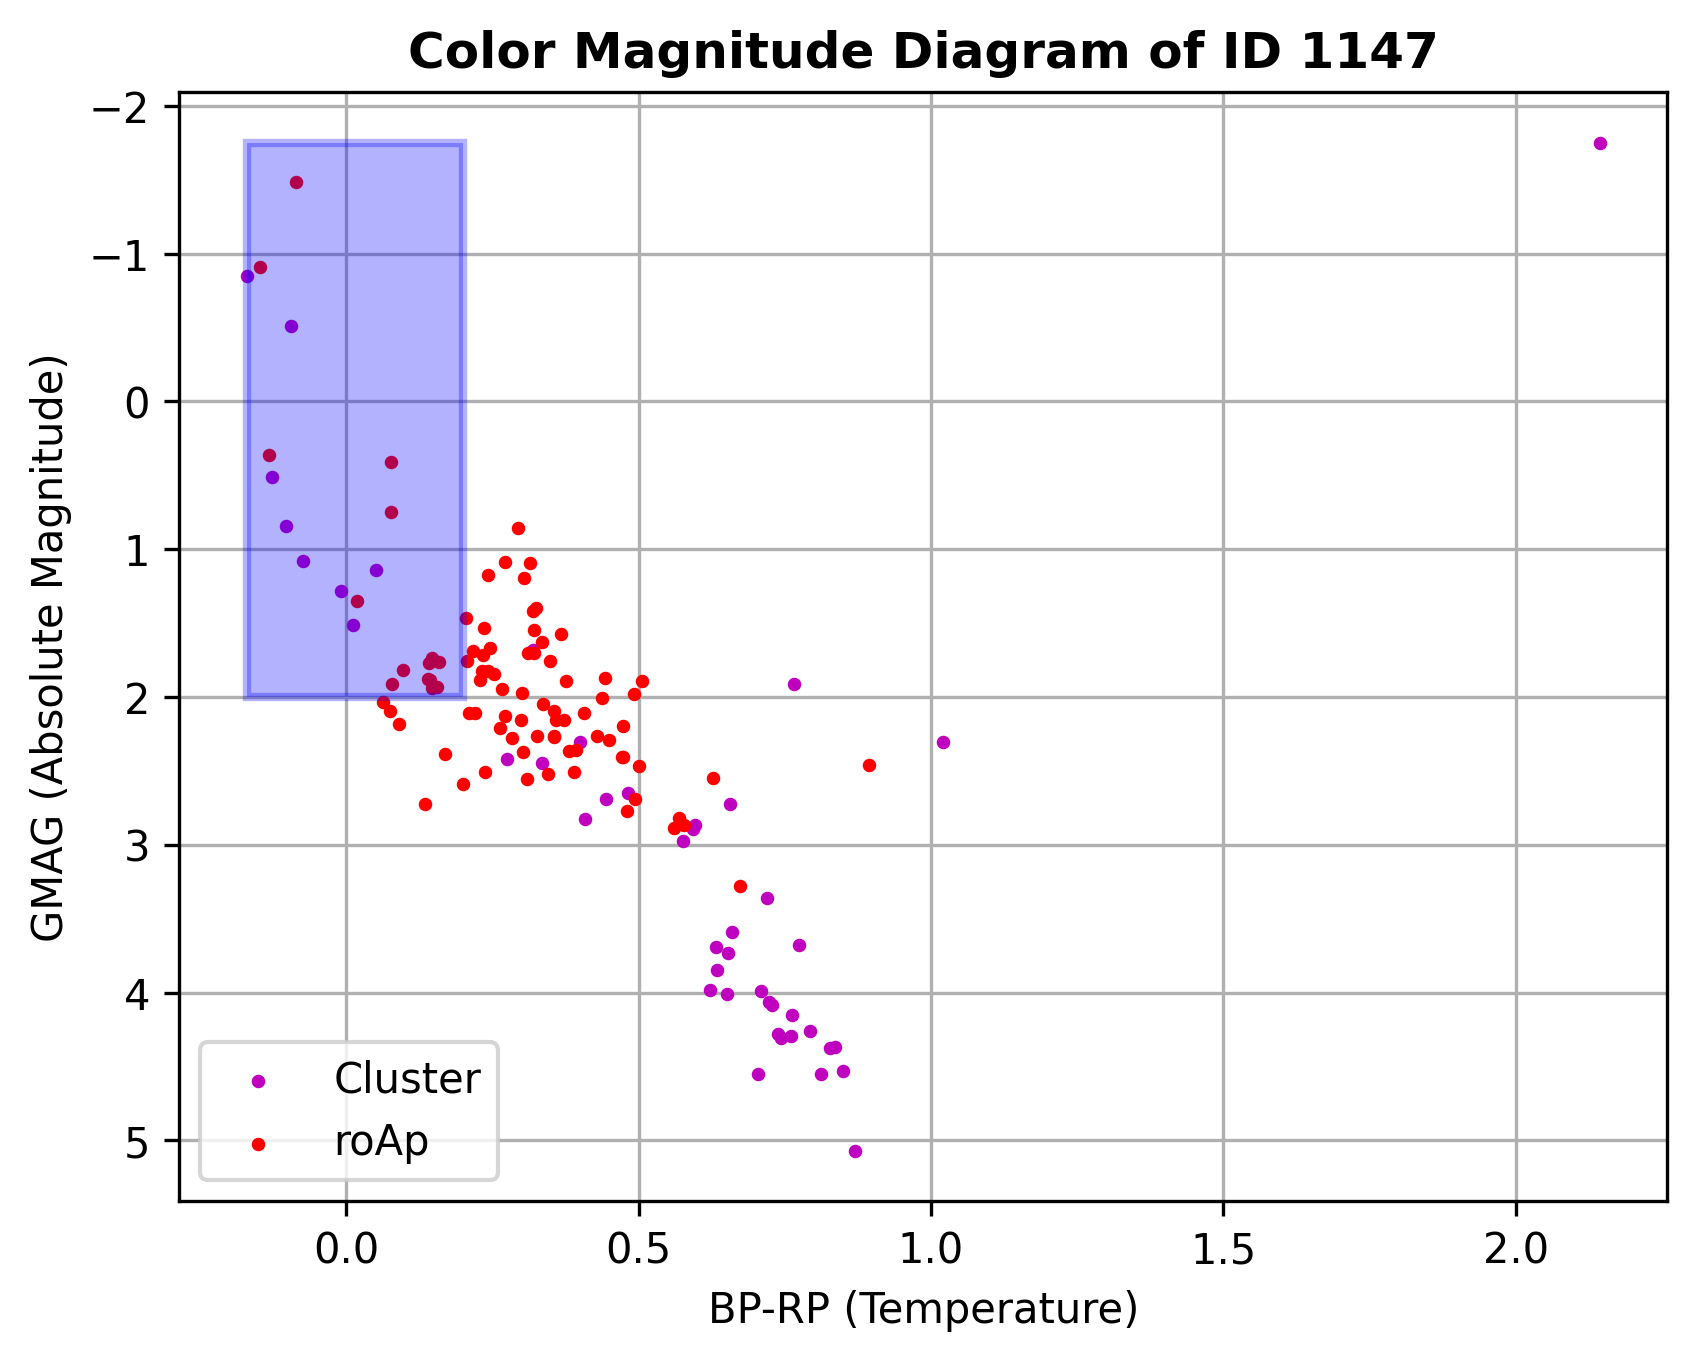 Color Magnitude Diagram of ID 1147
−2
−1
0
1
2
3
4
5
GMAG (Absolute Magnitude)
Cluster
roAp
0.0 0.5 1.0 1.5 2.0
BP-RP (Temperature)